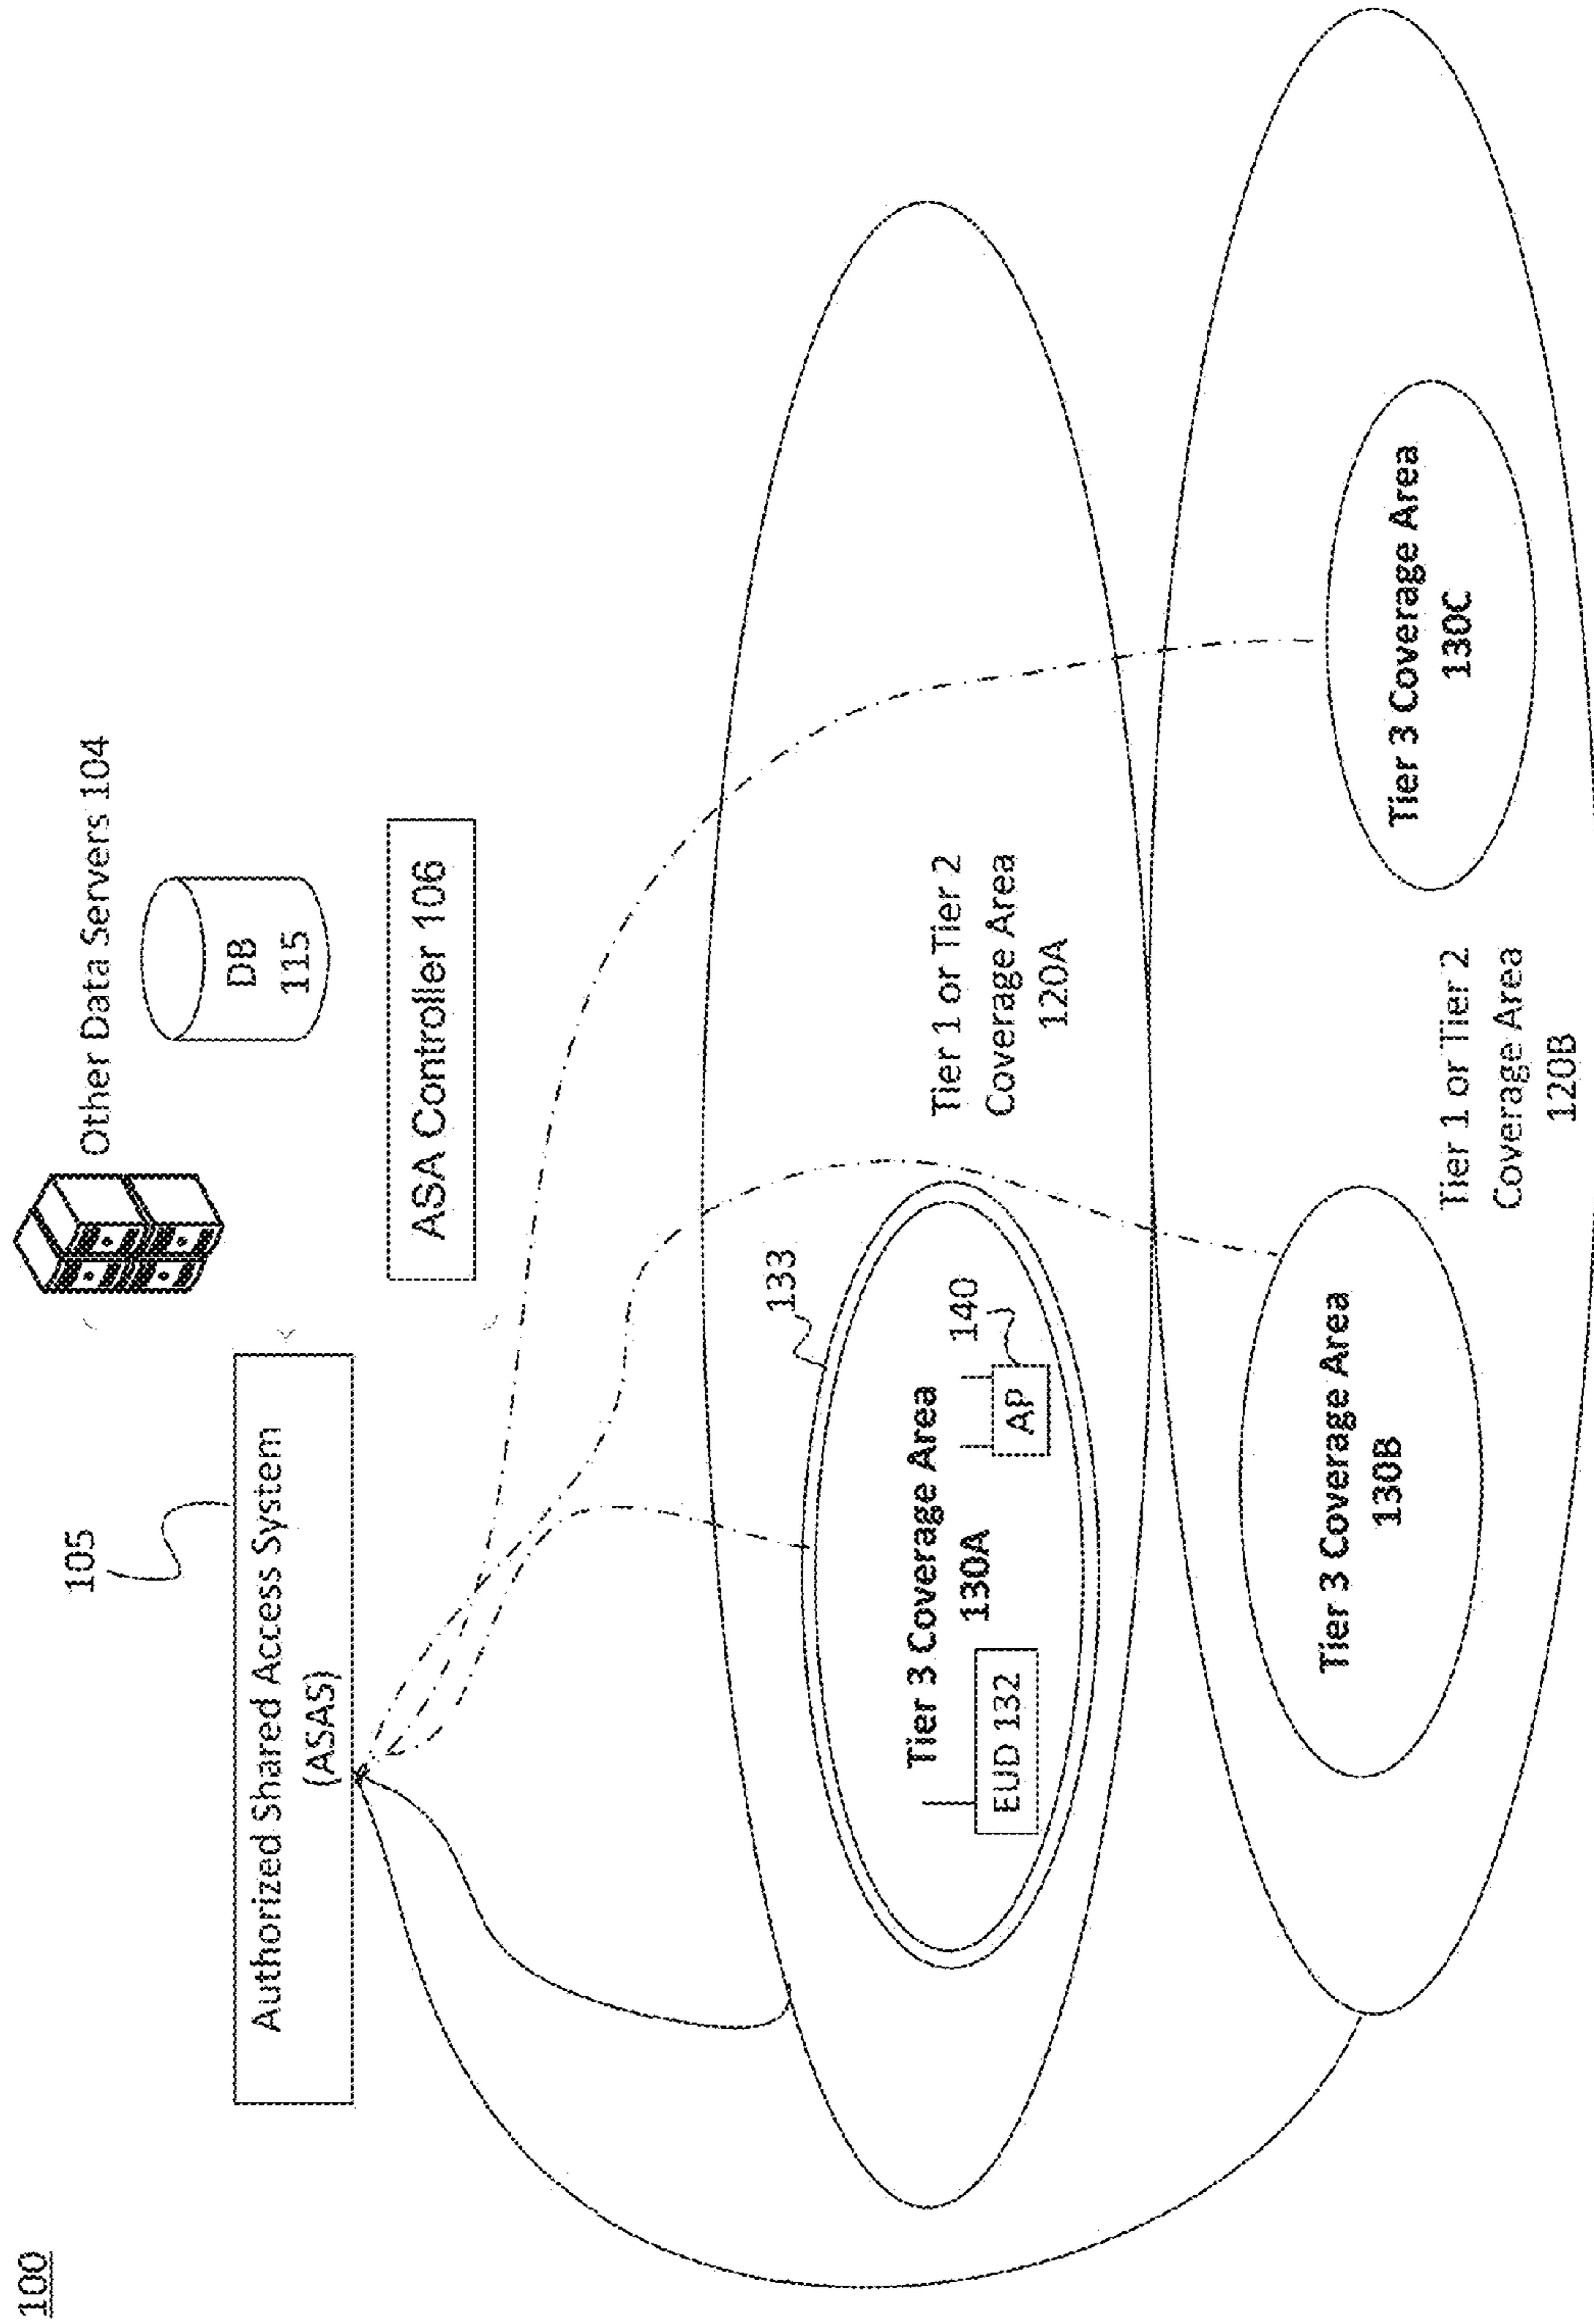 100
105
Authorized Shared Access System
(ASAS)
Other Data Servers 104
DB
115
ASA Controller 106
133
Tier 3 Coverage Area
130A
EUD 132
AP
140
Tier 1 or Tier 2
Coverage Area
120A
Tier 3 Coverage Area
130B
Tier 1 or Tier 2
Coverage Area
120B
Tier 3 Coverage Area
130C